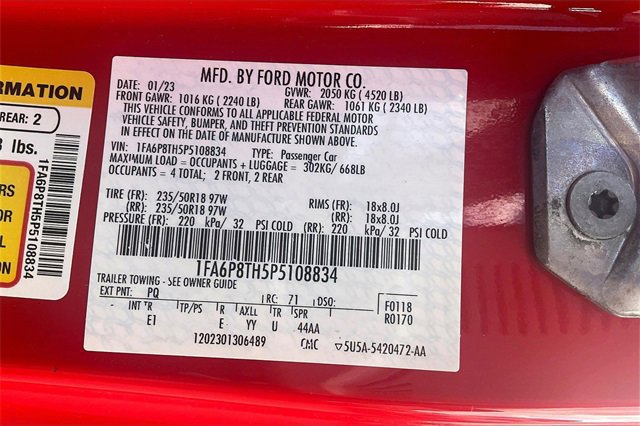 MFD. BY FORD MOTOR CO.
DATE: 01/23 GVWR: 2050 KG (4520 LB)
FRONT GAWR: 1016 KG (2240 LB) REAR GAWR: 1061 KG (2340 LB)
THIS VEHICLE CONFORMS TO ALL APPLICABLE FEDERAL MOTOR
VEHICLE SAFETY, BUMPER, AND THEFT PREVENTION STANDARDS
IN EFFECT ON THE DATE OF MANUFACTURE SHOWN ABOVE.
VIN: 1FA6P8TH5P5108834 TYPE: Passenger Car
MAXIMUM LOAD = OCCUPANTS + LUGGAGE = 302KG/ 668LB
OCCUPANTS = 4 TOTAL; 2 FRONT, 2 REAR
TIRE (FR): 235/50R18 97W RIMS (FR): 18x8.0J
(RR): 235/50R18 97W (RR): 18x8.0J
PRESSURE (FR): 220 kPa/ 32 PSI COLD (RR): 220 kPa/ 32 PSI COLD
1FA6P8TH5P5108834
TRAILER TOWING - SEE OWNER GUIDE
EXT PNT: PQ RC: 71 DSO: F0118
R0170
INT TR TP/PS R AXLE TR SPR
E1 E YY U 44AA
1202301306489 CMC ▽5U5A-5420472-AA
FORMATION
REAR: 2
lbs.
1FA6P8TH5P5108834